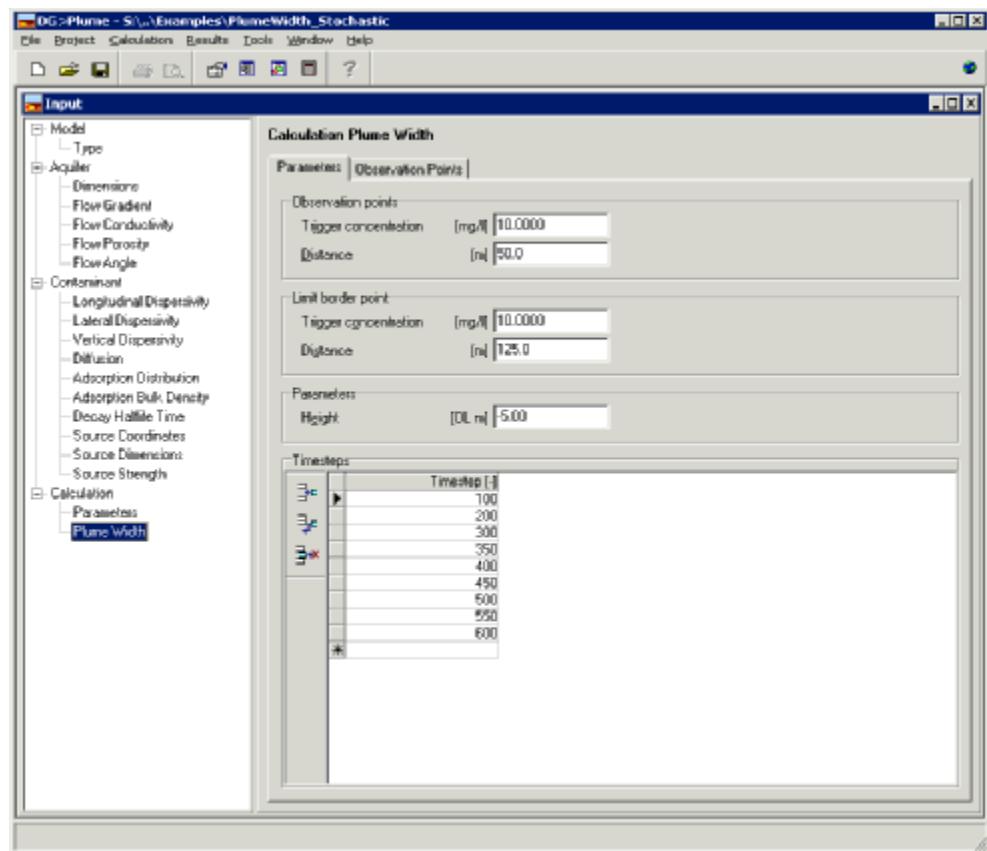 DG>Plume - S:\..\Examples\PlumeWidth_Stochastic
File Project Calculation Results Tools Window Help
Input
Model
Type
Aquifer
Dimensions
Flow Gradient
Flow Conductivity
Flow Porosity
Flow Angle
Contaminant
Longitudinal Dispersivity
Lateral Dispersivity
Vertical Dispersivity
Diffusion
Adsorption Distribution
Adsorption Bulk Density
Decay Halflife Time
Source Coordinates
Source Dimensions
Source Strength
Calculation
Parameters
Plume Width
Calculation Plume Width
Parameters Observation Points
Observation points
Trigger concentration [mg/l] 10.0000
Distance [m] 50.0
Limit border point
Trigger concentration [mg/l] 10.0000
Distance [m] 125.0
Parameters
Height [DL m] -5.00
Timesteps
Timestep [-]
100
200
300
350
400
450
500
550
600